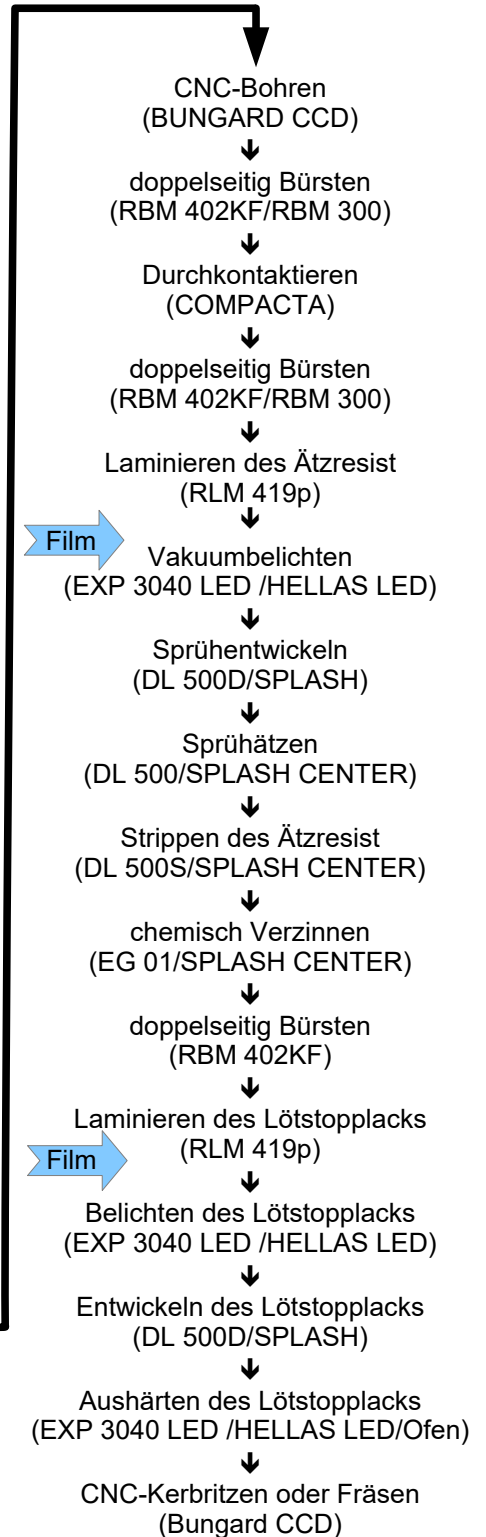 CNC-Bohren
(BUNGARD CCD)
doppelseitig Bürsten
(RBM 402KF/RBM 300)
Durchkontaktieren
(COMPACTA)
doppelseitig Bürsten
(RBM 402KF/RBM 300)
Laminieren des Ätzresist
(RLM 419p)
Film
Vakuumbelichten
(EXP 3040 LED /HELLAS LED)
Sprühentwickeln
(DL 500D/SPLASH)
Sprühätzen
(DL 500/SPLASH CENTER)
Strippen des Ätzresist
(DL 500S/SPLASH CENTER)
chemisch Verzinnen
(EG 01/SPLASH CENTER)
doppelseitig Bürsten
(RBM 402KF)
Laminieren des Lötstopplacks
(RLM 419p)
Film
Belichten des Lötstopplacks
(EXP 3040 LED /HELLAS LED)
Entwickeln des Lötstopplacks
(DL 500D/SPLASH)
Aushärten des Lötstopplacks
(EXP 3040 LED /HELLAS LED/Ofen)
CNC-Kerbritzen oder Fräsen
(Bungard CCD)